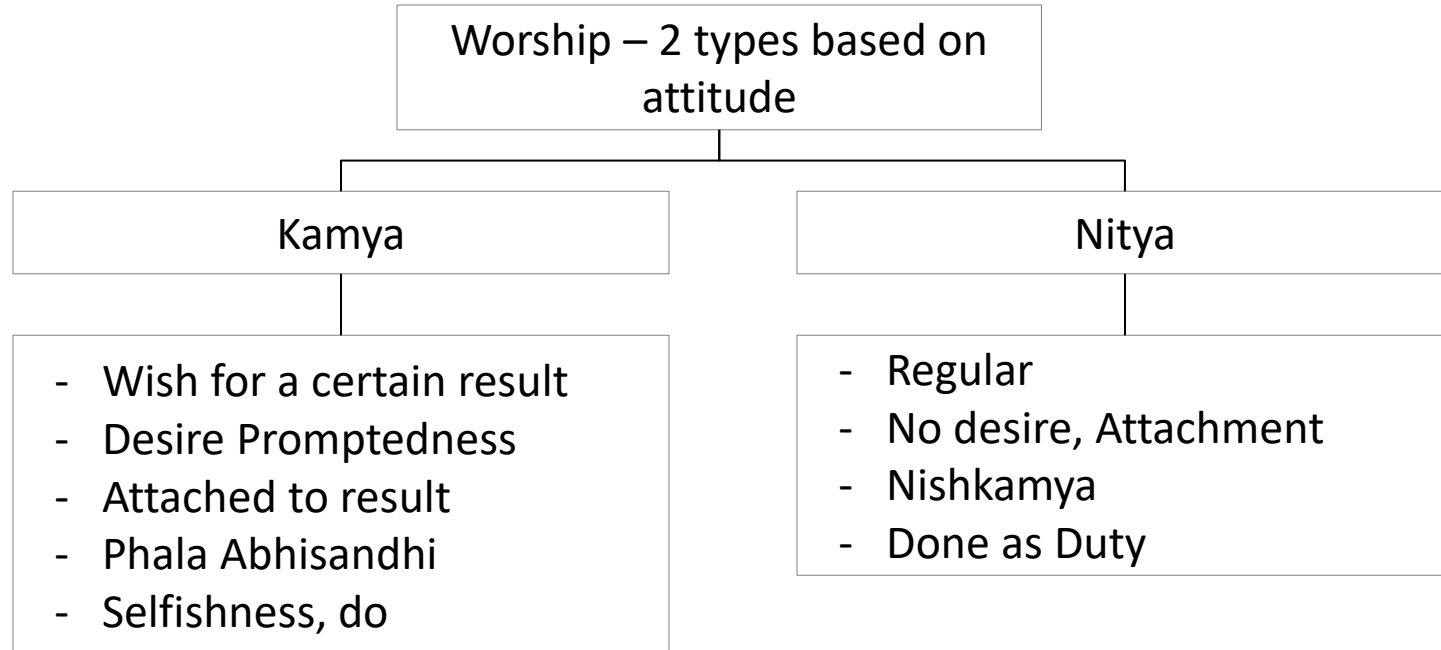 Worship – 2 types based on
attitude
Kamya
Nitya
- Wish for a certain result
- Desire Promptedness
- Attached to result
- Phala Abhisandhi
- Selfishness, do
- Regular
- No desire, Attachment
- Nishkamya
- Done as Duty